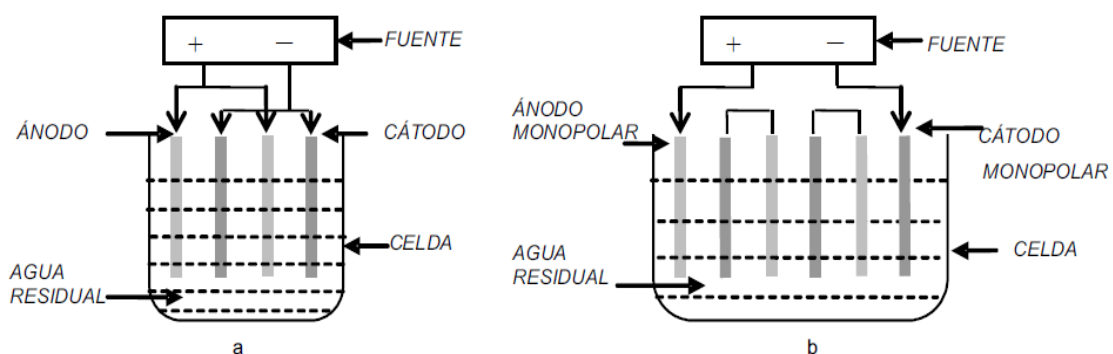 + − FUENTE
ÁNODO
CÁTODO
CELDA
AGUA
RESIDUAL
a
+ − FUENTE
ÁNODO
MONOPOLAR
CÁTODO
MONOPOLAR
AGUA
RESIDUAL
CELDA
b